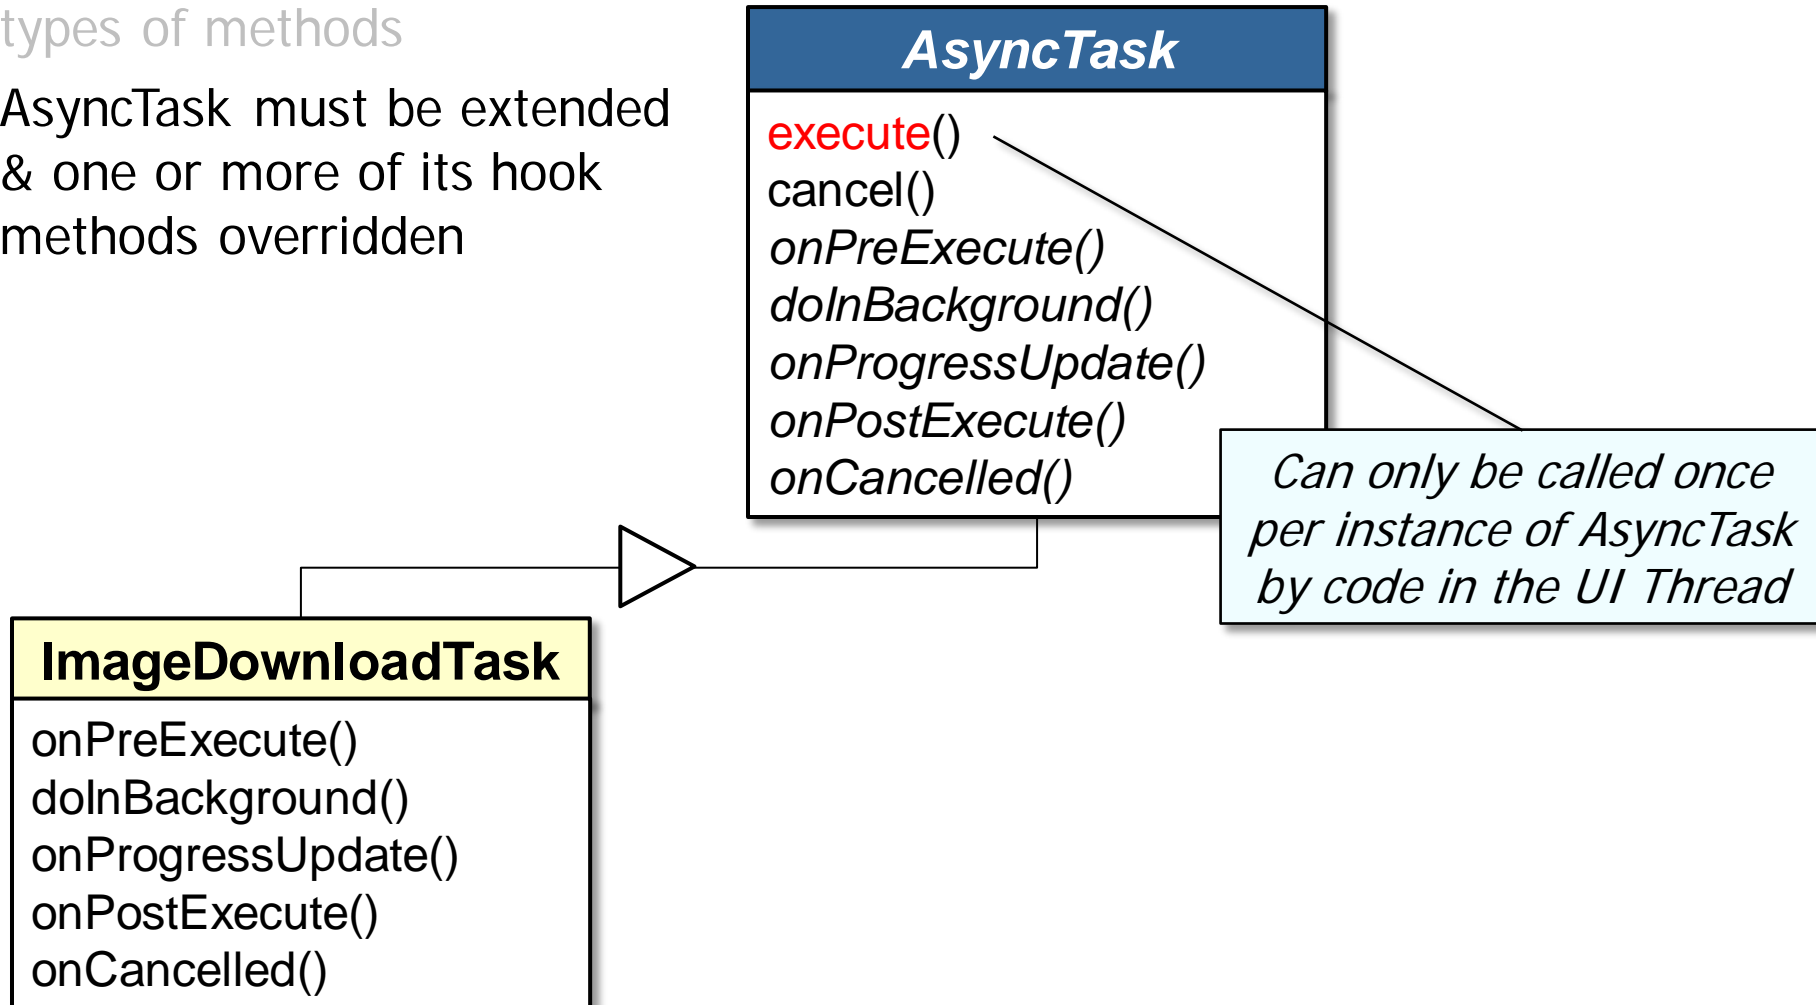 types of methods
AsyncTask must be extended
& one or more of its hook
methods overridden
AsyncTask
execute()
cancel()
onPreExecute()
doInBackground()
onProgressUpdate()
onPostExecute()
onCancelled()
Can only be called once
per instance of AsyncTask
by code in the UI Thread
ImageDownloadTask
onPreExecute()
doInBackground()
onProgressUpdate()
onPostExecute()
onCancelled()